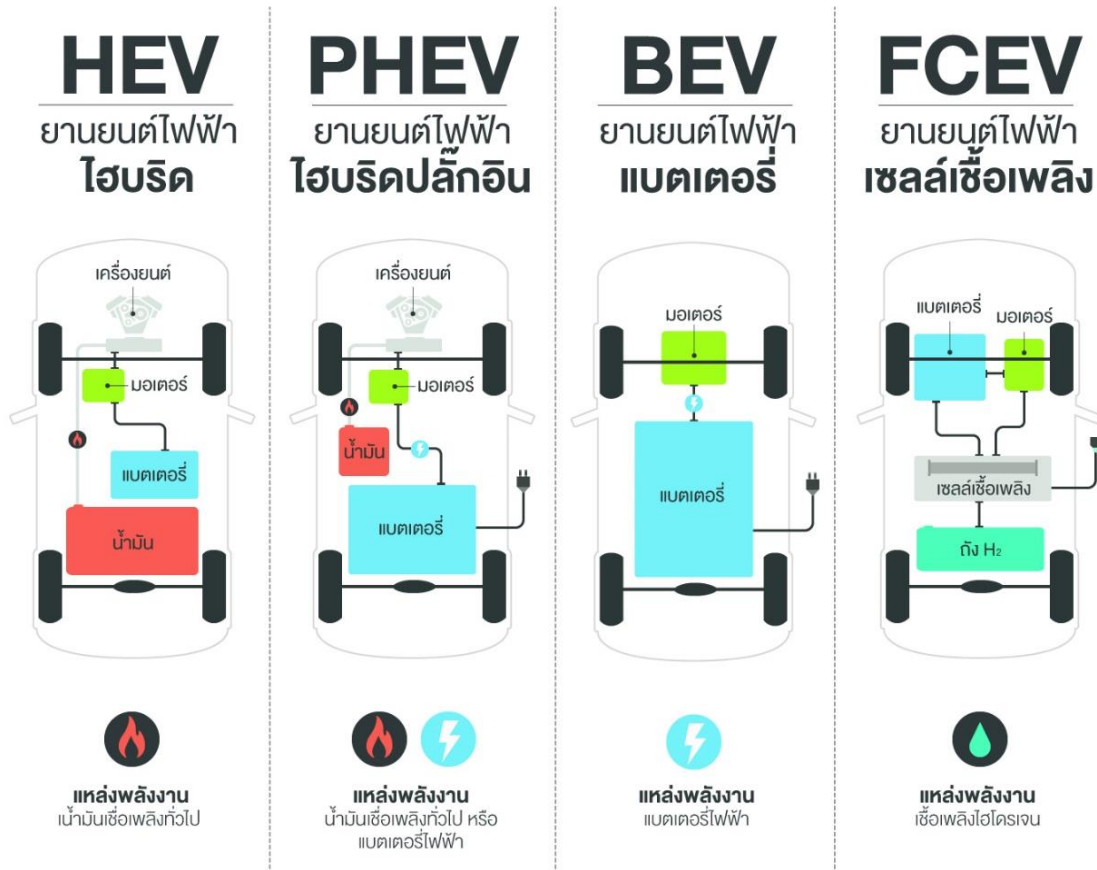 HEV
ยานยนต์ไฟฟ้า
ไฮบริด
เครื่องยนต์
มอเตอร์
แบตเตอรี่
น้ำมัน
แหล่งพลังงาน
เน้ำมันเชื่อเพลิงทั่วไป
PHEV
ยานยนต์ไฟฟ้า
ไฮบริดปลั๊กอิน
เครื่องยนต์
มอเตอร์
น้ำมัน
แบตเตอรี่
แหล่งพลังงาน
น้ำมันเชื่อเพลิงทั่วไป หรือ
แบตเตอรี่ไฟฟ้า
BEV
ยานยนต์ไฟฟ้า
แบตเตอรี่
มอเตอร์
แบตเตอรี่
แหล่งพลังงาน
แบตเตอรี่ไฟฟ้า
FCEV
ยานยนต์ไฟฟ้า
เซลล์เชื้อเพลิง
แบตเตอรี่
มอเตอร์
เซลล์เชื้อเพลิง
ถัง H₂
แหล่งพลังงาน
เชื้อเพลิงไฮโดรเจน